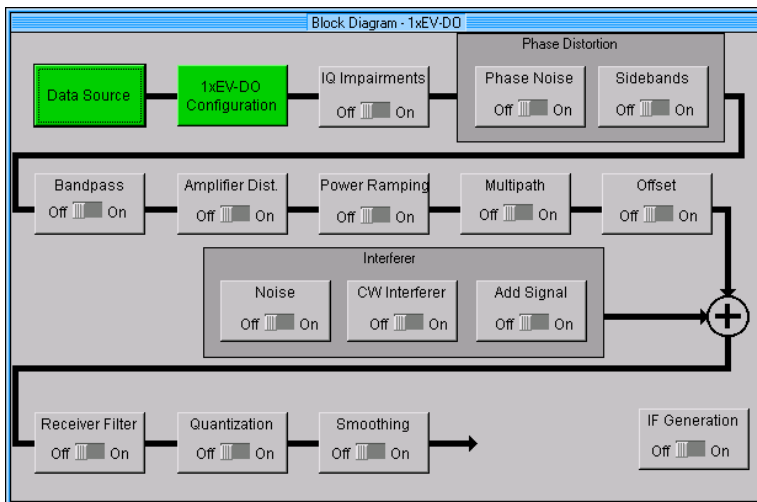 Block Diagram - 1xEV-DO
Phase Distortion
Data Source
1xEV-DO
Configuration
IQ Impairments
Off On
Phase Noise
Off On
Sidebands
Off On
Bandpass
Off On
Amplifier Dist.
Off On
Power Ramping
Off On
Multipath
Off On
Offset
Off On
Interferer
Noise
Off On
CW Interferer
Off On
Add Signal
Off On
Receiver Filter
Off On
Quantization
Off On
Smoothing
Off On
IF Generation
Off On